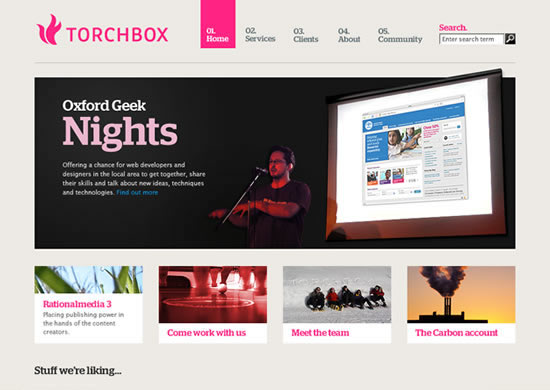 TORCHBOX
01.
Home
02.
Services
03.
Clients
04.
About
05.
Community
Search.
Enter search term
Oxford Geek
Nights
Offering a chance for web developers and
designers in the local area to get together, share
their skills and talk about new ideas, techniques
and technologies. Find out more
Rationalmedia 3
Placing publishing power in
the hands of the content
creators.
Come work with us
Meet the team
The Carbon account
Stuff we're liking...